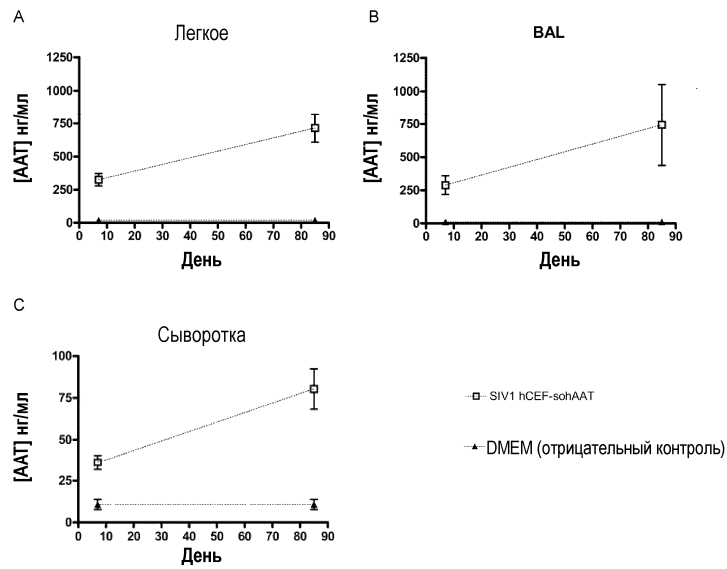 A
Легкое
[AAT] нг/мл
1250
1000
750
500
250
0
0 10 20 30 40 50 60 70 80 90
День
B
BAL
[AAT] нг/мл
1250
1000
750
500
250
0
0 10 20 30 40 50 60 70 80 90
День
C
Сыворотка
[AAT] нг/мл
100
75
50
25
0
0 10 20 30 40 50 60 70 80 90
День
SIV1 hCEF-sohAAT
DMEM (отрицательный контроль)